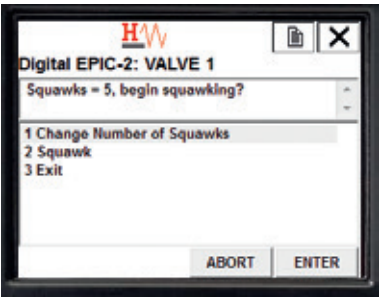 H
Digital EPIC-2: VALVE 1
Squawks = 5, begin squawking?
1 Change Number of Squawks
2 Squawk
3 Exit
ABORT ENTER